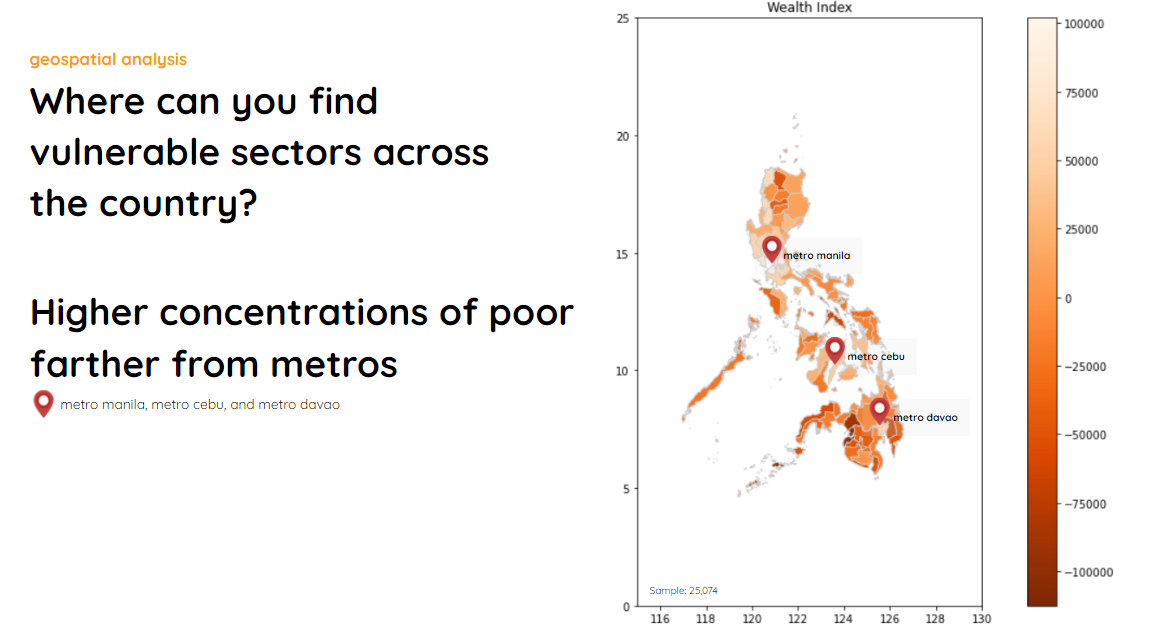 geospatial analysis
Where can you find
vulnerable sectors across
the country?
Higher concentrations of poor
farther from metros
metro manila, metro cebu, and metro davao
Wealth Index
25
20
15
10
5
0
116
118
120
122
124
126
128
130
metro manila
metro cebu
metro davao
Sample: 25,074
100000
75000
50000
25000
0
−25000
−50000
−75000
−100000